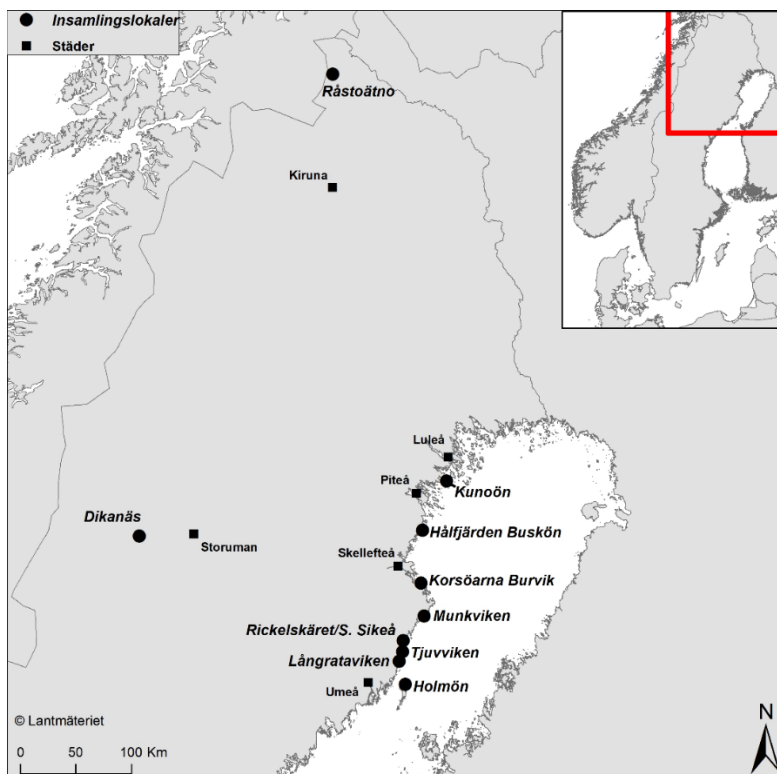 Insamlingslokaler
Städer
Råstoätno
Kiruna
Luleå
Piteå
Kunoön
Dikanäs
Storuman
Hålfjärden Buskön
Skellefteå
Korsöarna Burvik
Munkviken
Rickelskäret/S. Sikeå
Tjuvviken
Långrataviken
Umeå
Holmön
© Lantmäteriet
0 50 100 Km
N